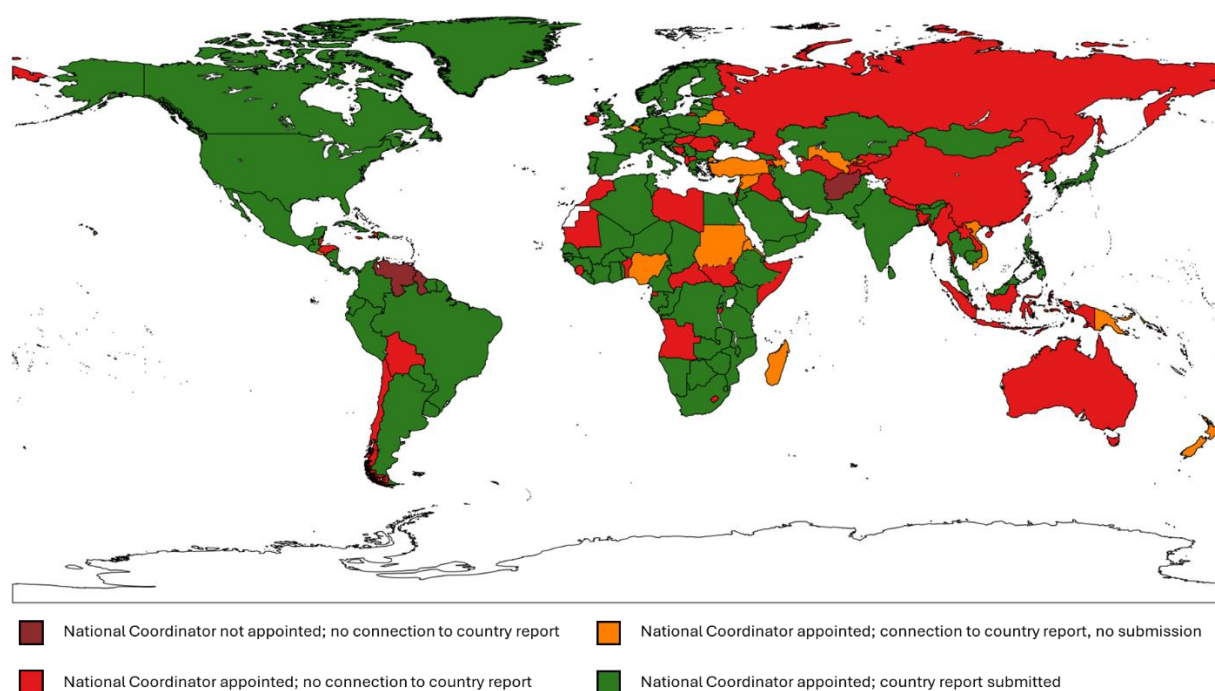 National Coordinator not appointed; no connection to country report
National Coordinator appointed; connection to country report, no submission
National Coordinator appointed; no connection to country report
National Coordinator appointed; country report submitted